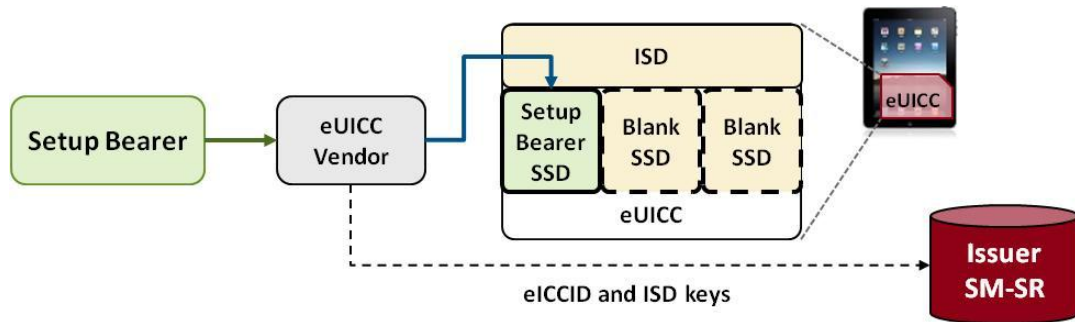 ISD
eUICC
Setup Bearer
eUICC
Vendor
Setup
Bearer
SSD
Blank
SSD
Blank
SSD
eUICC
eICCID and ISD keys
Issuer
SM-SR